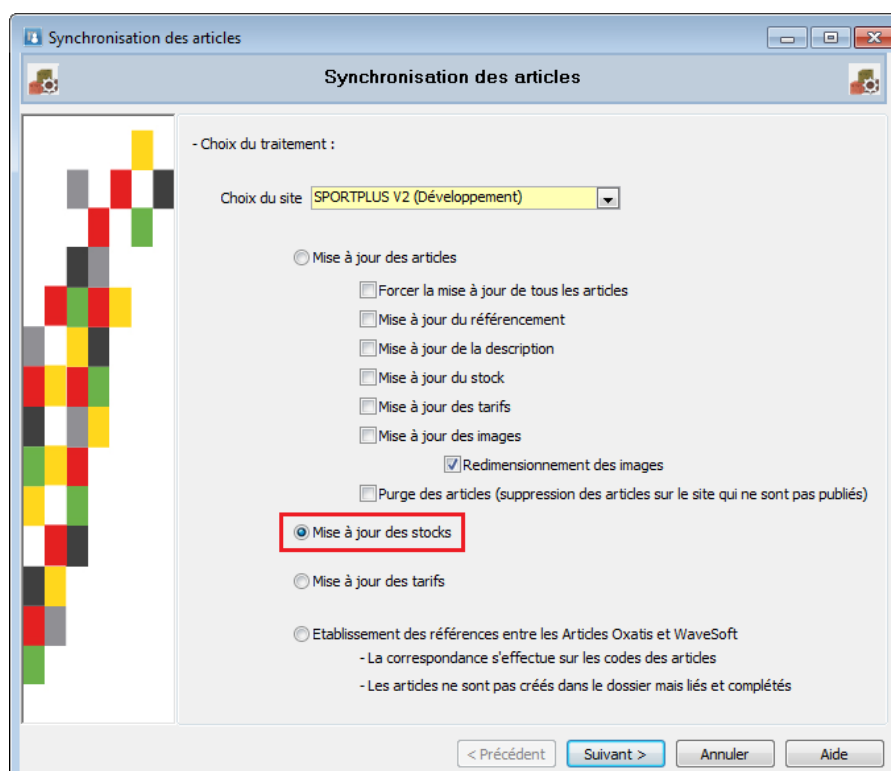 Synchronisation des articles
Synchronisation des articles
- Choix du traitement :
Choix du site SPORTPLUS V2 (Développement)
Mise à jour des articles
Forcer la mise à jour de tous les articles
Mise à jour du référencement
Mise à jour de la description
Mise à jour du stock
Mise à jour des tarifs
Mise à jour des images
Redimensionnement des images
Purge des articles (suppression des articles sur le site qui ne sont pas publiés)
Mise à jour des stocks
Mise à jour des tarifs
Etablissement des références entre les Articles Oxatis et WaveSoft
- La correspondance s'effectue sur les codes des articles
- Les articles ne sont pas créés dans le dossier mais liés et complétés
< Précédent Suivant > Annuler Aide